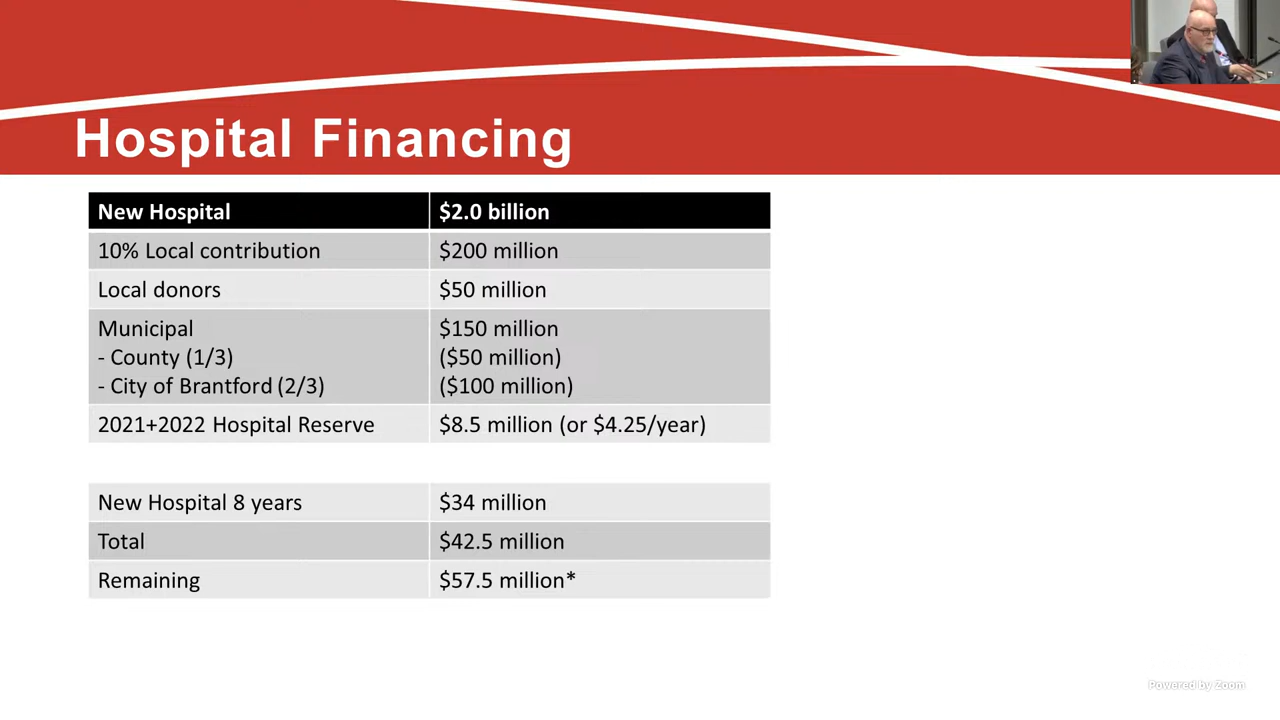 Hospital Financing
New Hospital $2.0 billion
10% Local contribution $200 million
Local donors $50 million
Municipal $150 million
- County (1/3) ($50 million)
- City of Brantford (2/3) ($100 million)
2021+2022 Hospital Reserve $8.5 million (or $4.25/year)
New Hospital 8 years $34 million
Total $42.5 million
Remaining $57.5 million*
Powered by Zoom